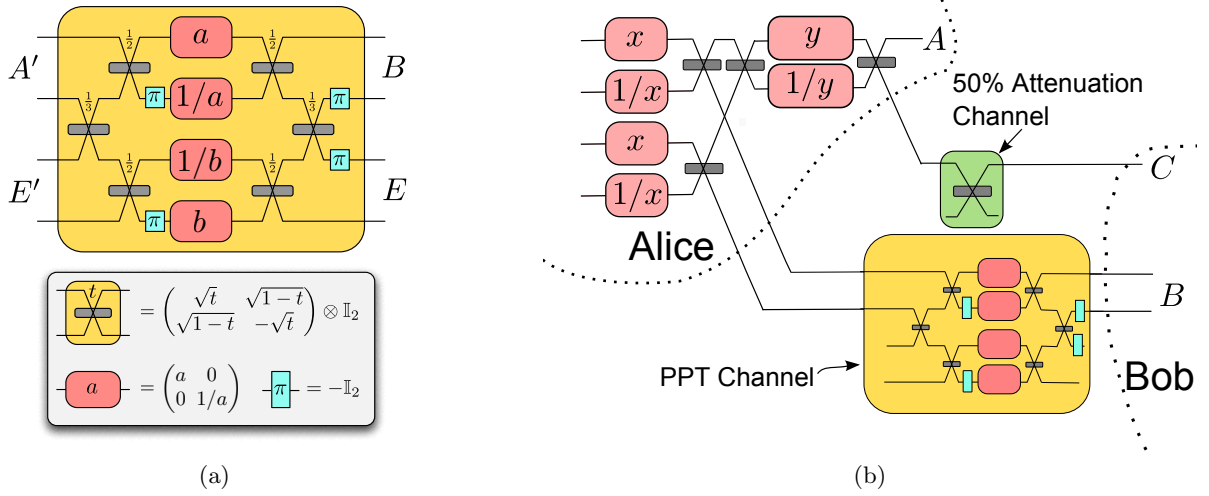 ½ a ½
A′ B
π 1/a ⅓ π
⅓
½ 1/b ½ π
E′ E
π b
t
= ( √t √1−t
√1−t −√t ) ⊗ 𝕀₂
a = ( a 0
0 1/a ) π = −𝕀₂
(a)
x y A
1/x 1/y
x
1/x
50% Attenuation
Channel
C
Alice
B
PPT Channel
Bob
(b)